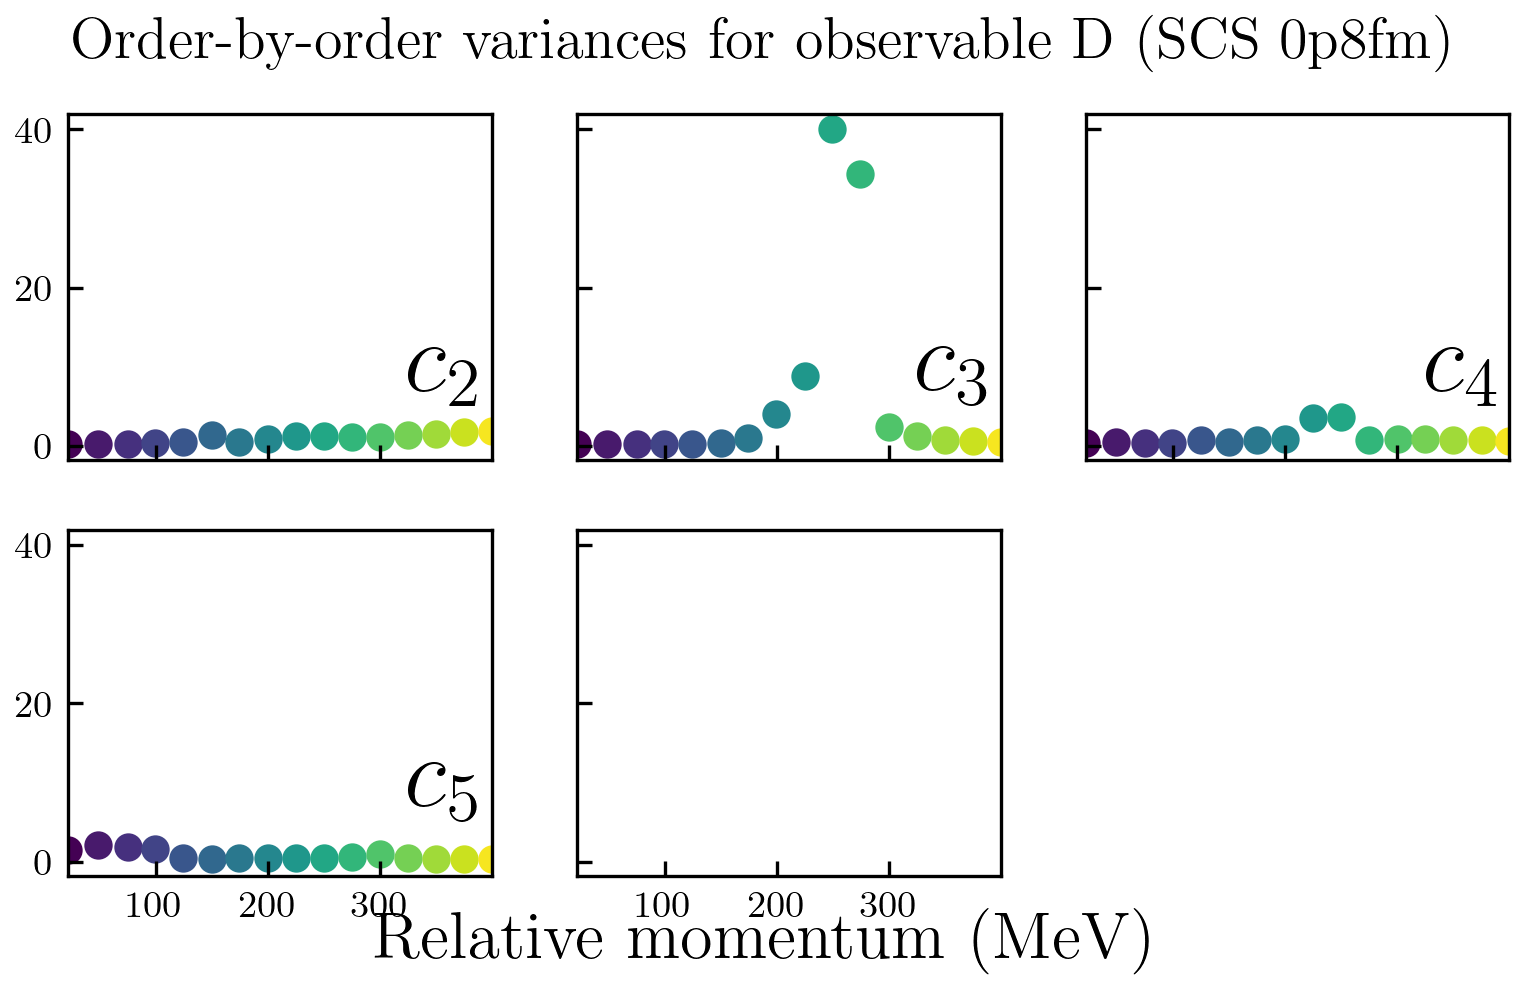 Order-by-order variances for observable D (SCS 0p8fm)
40
20
0
c₂
c₃
c₄
40
20
0
c₅
100 200 300
100 200 300
Relative momentum (MeV)